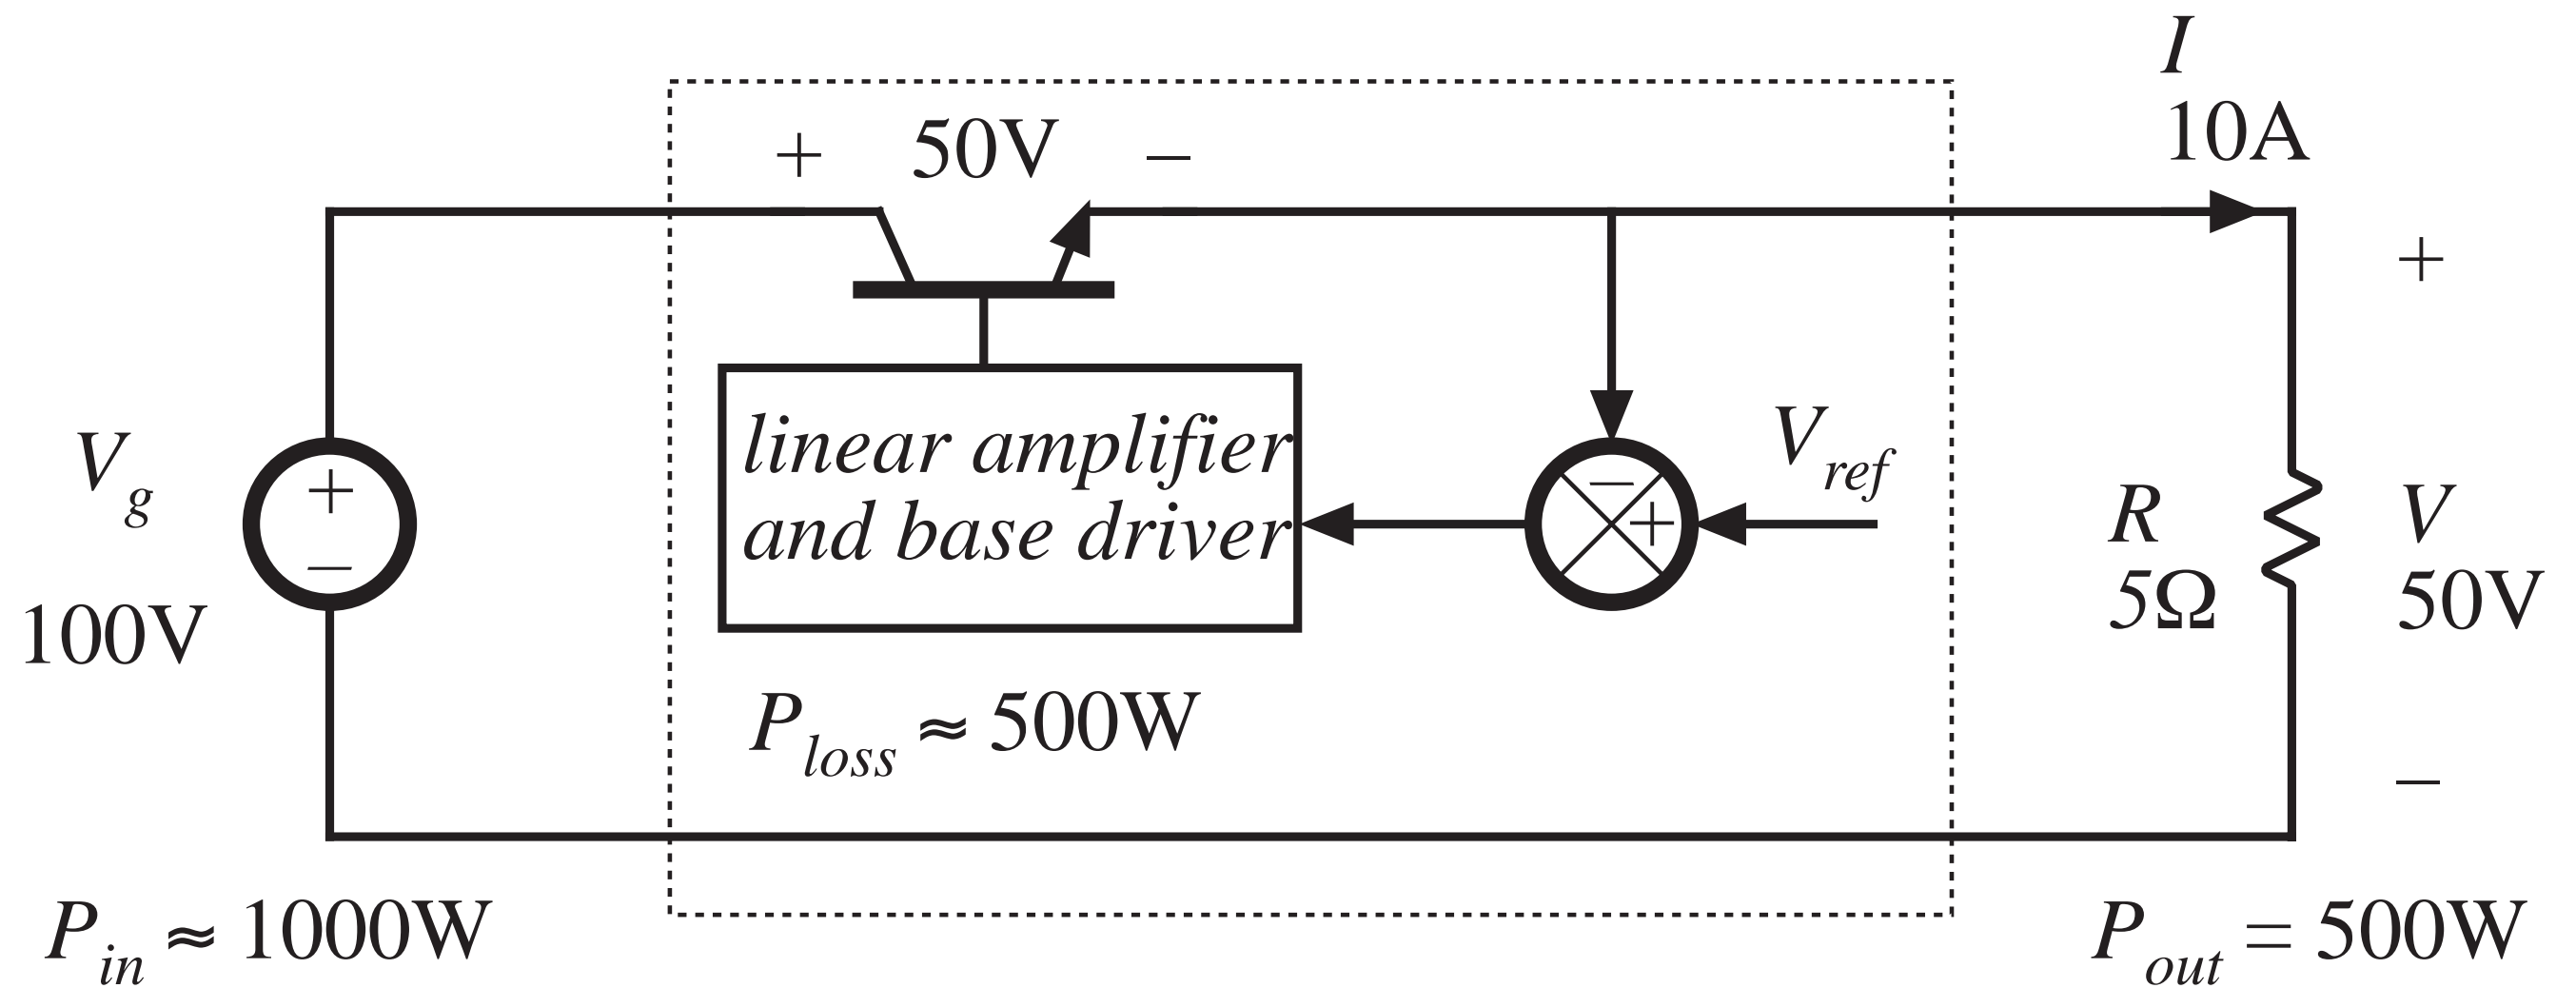 I
10A
+ 50V −
+
linear amplifier
and base driver
V_ref
−
+
V_g
+
−
100V
R
5Ω
V
50V
P_loss ≈ 500W
−
P_in ≈ 1000W
P_out = 500W